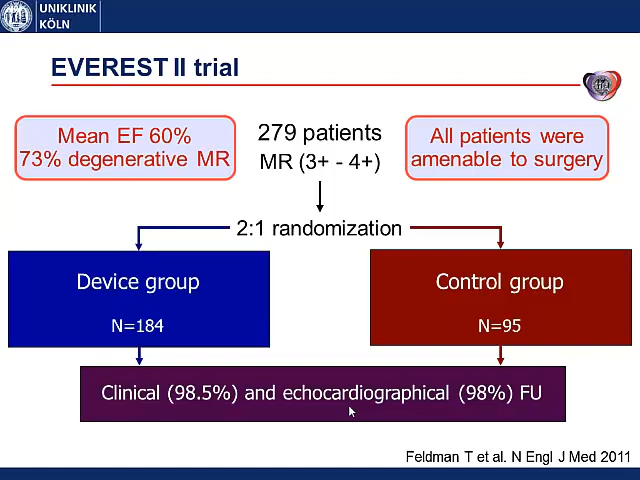 UNIKLINIK
KÖLN
EVEREST II trial
Mean EF 60%
73% degenerative MR
279 patients
MR (3+ - 4+)
All patients were
amenable to surgery
2:1 randomization
Device group
N=184
Control group
N=95
Clinical (98.5%) and echocardiographical (98%) FU
Feldman T et al. N Engl J Med 2011